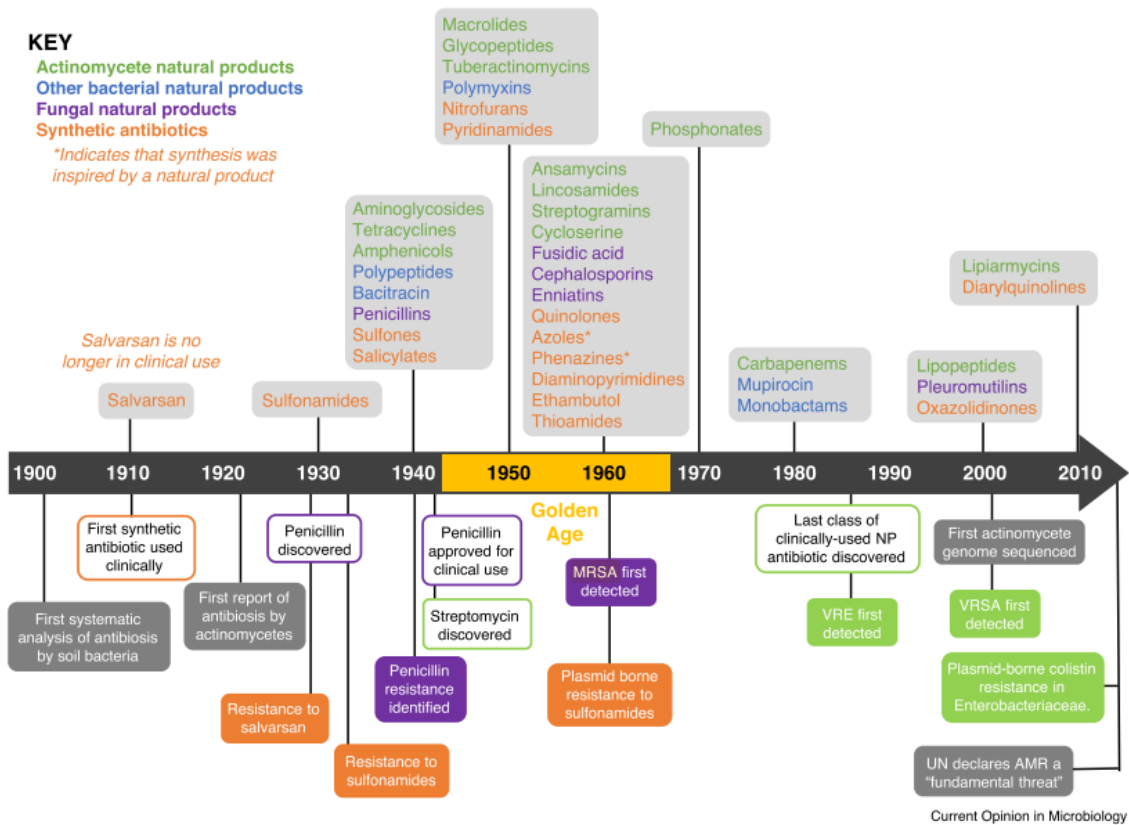 KEY
Actinomycete natural products
Other bacterial natural products
Fungal natural products
Synthetic antibiotics
*Indicates that synthesis was
inspired by a natural product
Macrolides
Glycopeptides
Tuberactinomycins
Polymyxins
Nitrofurans
Pyridinamides
Phosphonates
Ansamycins
Lincosamides
Streptogramins
Cycloserine
Fusidic acid
Cephalosporins
Enniatins
Quinolones
Azoles*
Phenazines*
Diaminopyrimidines
Ethambutol
Thioamides
Aminoglycosides
Tetracyclines
Amphenicols
Polypeptides
Bacitracin
Penicillins
Sulfones
Salicylates
Lipiarmycins
Diarylquinolines
Salvarsan is no
longer in clinical use
Salvarsan
Sulfonamides
Carbapenems
Mupirocin
Monobactams
Lipopeptides
Pleuromutilins
Oxazolidinones
1900 1910 1920 1930 1940 1950 1960 1970 1980 1990 2000 2010
Golden
Age
First synthetic
antibiotic used
clinically
Penicillin
discovered
Penicillin
approved for
clinical use
Last class of
clinically-used NP
antibiotic discovered
First actinomycete
genome sequenced
First systematic
analysis of antibiosis
by soil bacteria
First report of
antibiosis by
actinomycetes
Streptomycin
discovered
MRSA first
detected
VRE first
detected
VRSA first
detected
Penicillin
resistance
identified
Plasmid borne
resistance to
sulfonamides
Plasmid-borne colistin
resistance in
Enterobacteriaceae.
Resistance to
salvarsan
Resistance to
sulfonamides
UN declares AMR a
“fundamental threat”
Current Opinion in Microbiology